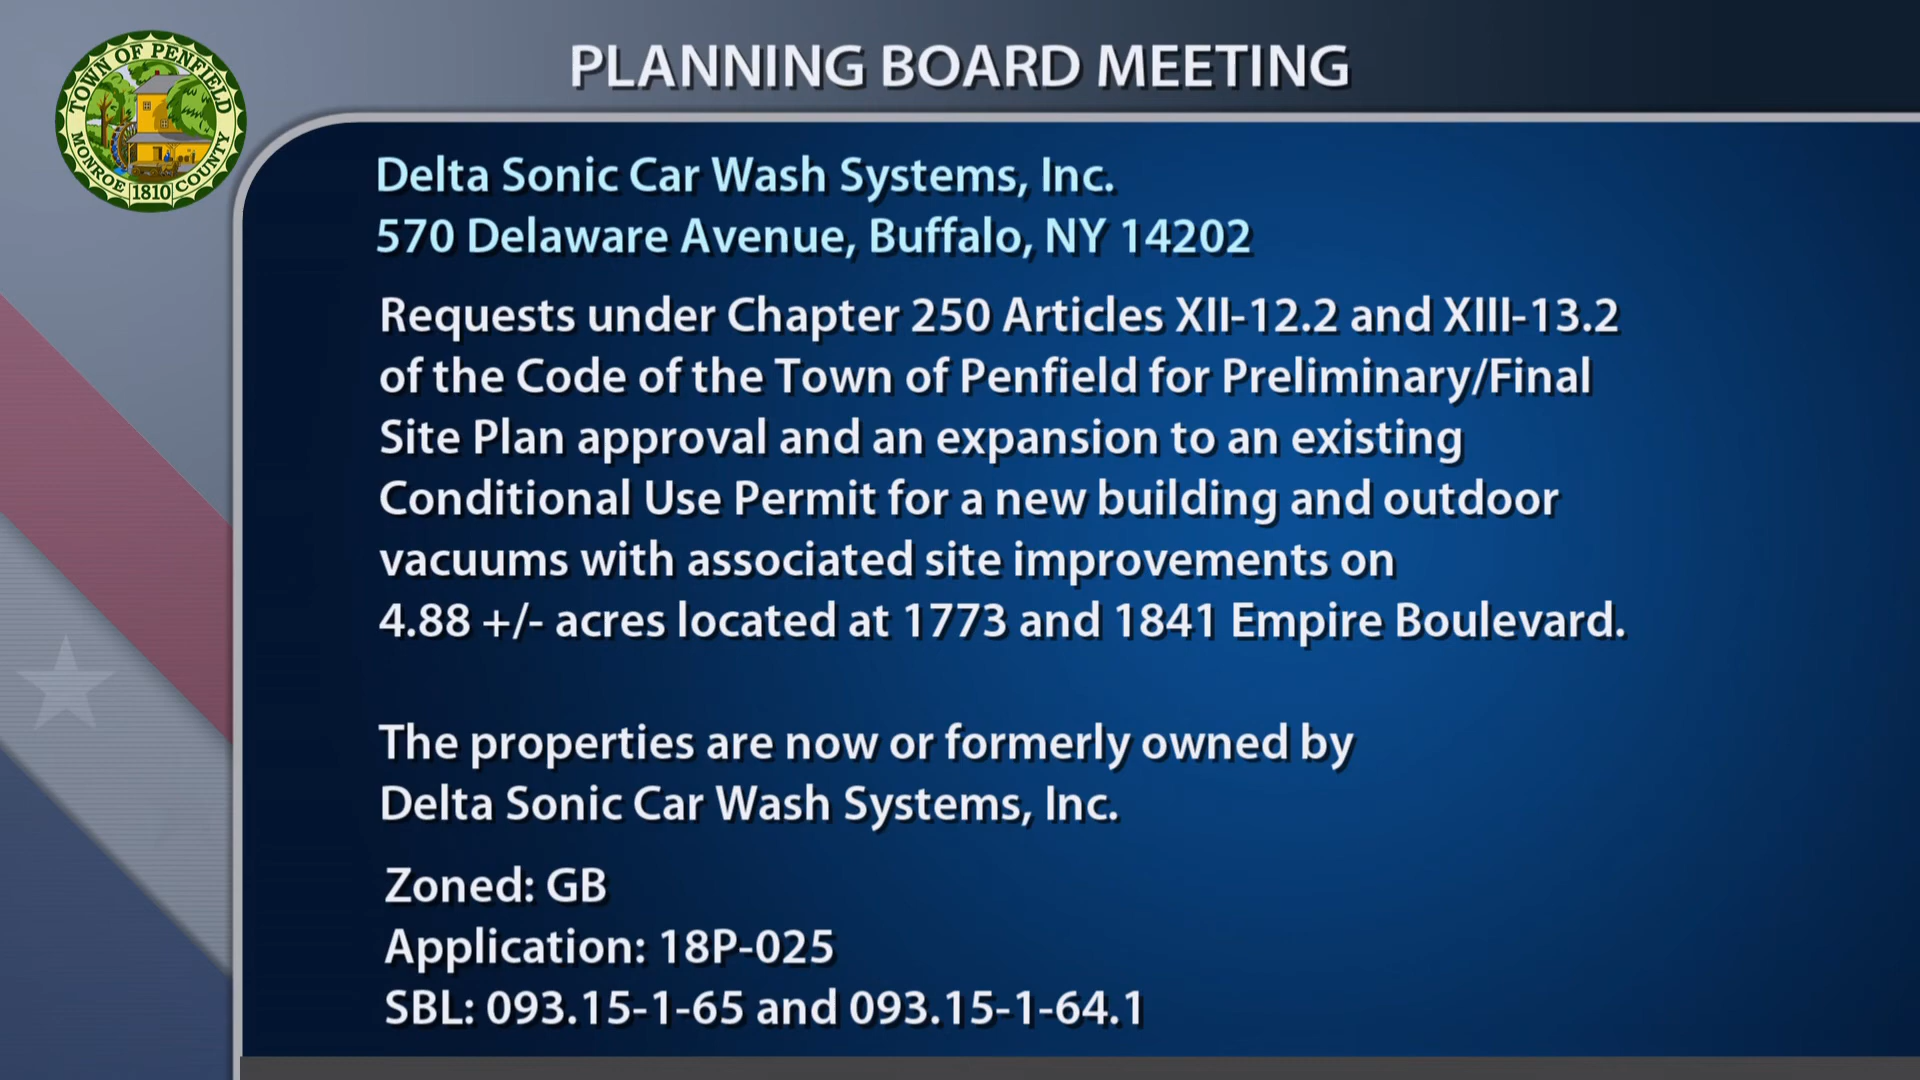 TOWN OF PENFIELD
MONROE 1810 COUNTY
PLANNING BOARD MEETING
Delta Sonic Car Wash Systems, Inc.
570 Delaware Avenue, Buffalo, NY 14202
Requests under Chapter 250 Articles XII-12.2 and XIII-13.2
of the Code of the Town of Penfield for Preliminary/Final
Site Plan approval and an expansion to an existing
Conditional Use Permit for a new building and outdoor
vacuums with associated site improvements on
4.88 +/- acres located at 1773 and 1841 Empire Boulevard.
The properties are now or formerly owned by
Delta Sonic Car Wash Systems, Inc.
Zoned: GB
Application: 18P-025
SBL: 093.15-1-65 and 093.15-1-64.1